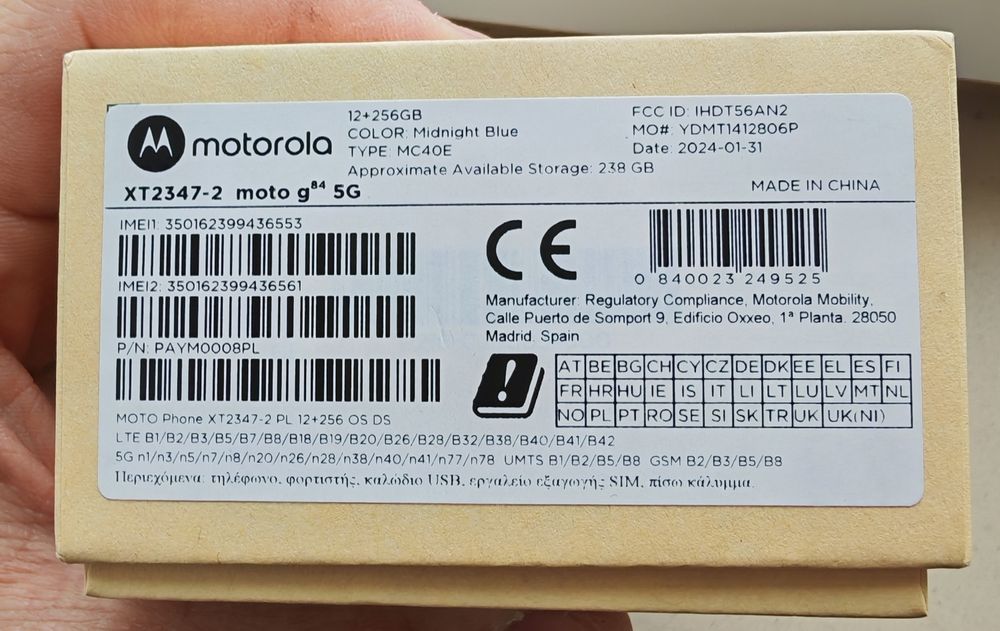 motorola
12+256GB
COLOR: Midnight Blue
TYPE: MC40E
Approximate Available Storage: 238 GB
FCC ID: IHDT56AN2
MO#: YDMT1412806P
Date: 2024-01-31
XT2347-2 moto g84 5G
MADE IN CHINA
IMEI1: 350162399436553
IMEI2: 350162399436561
P/N: PAYM0008PL
CE
0 840023 249525
Manufacturer: Regulatory Compliance, Motorola Mobility,
Calle Puerto de Somport 9, Edificio Oxxeo, 1ª Planta. 28050
Madrid. Spain
AT BE BG CH CY CZ DE DK EE EL ES FI
FR HR HU IE IS IT LI LT LU LV MT NL
NO PL PT RO SE SI SK TR UK UK(NI)
MOTO Phone XT2347-2 PL 12+256 OS DS
LTE B1/B2/B3/B5/B7/B8/B18/B19/B20/B26/B28/B32/B38/B40/B41/B42
5G n1/n3/n5/n7/n8/n20/n26/n28/n38/n40/n41/n77/n78 UMTS B1/B2/B5/B8 GSM B2/B3/B5/B8
Περιεχόμενα: τηλέφωνο, φορτιστής, καλώδιο USB, εργαλείο εξαγωγής SIM, πίσω κάλυμμα.